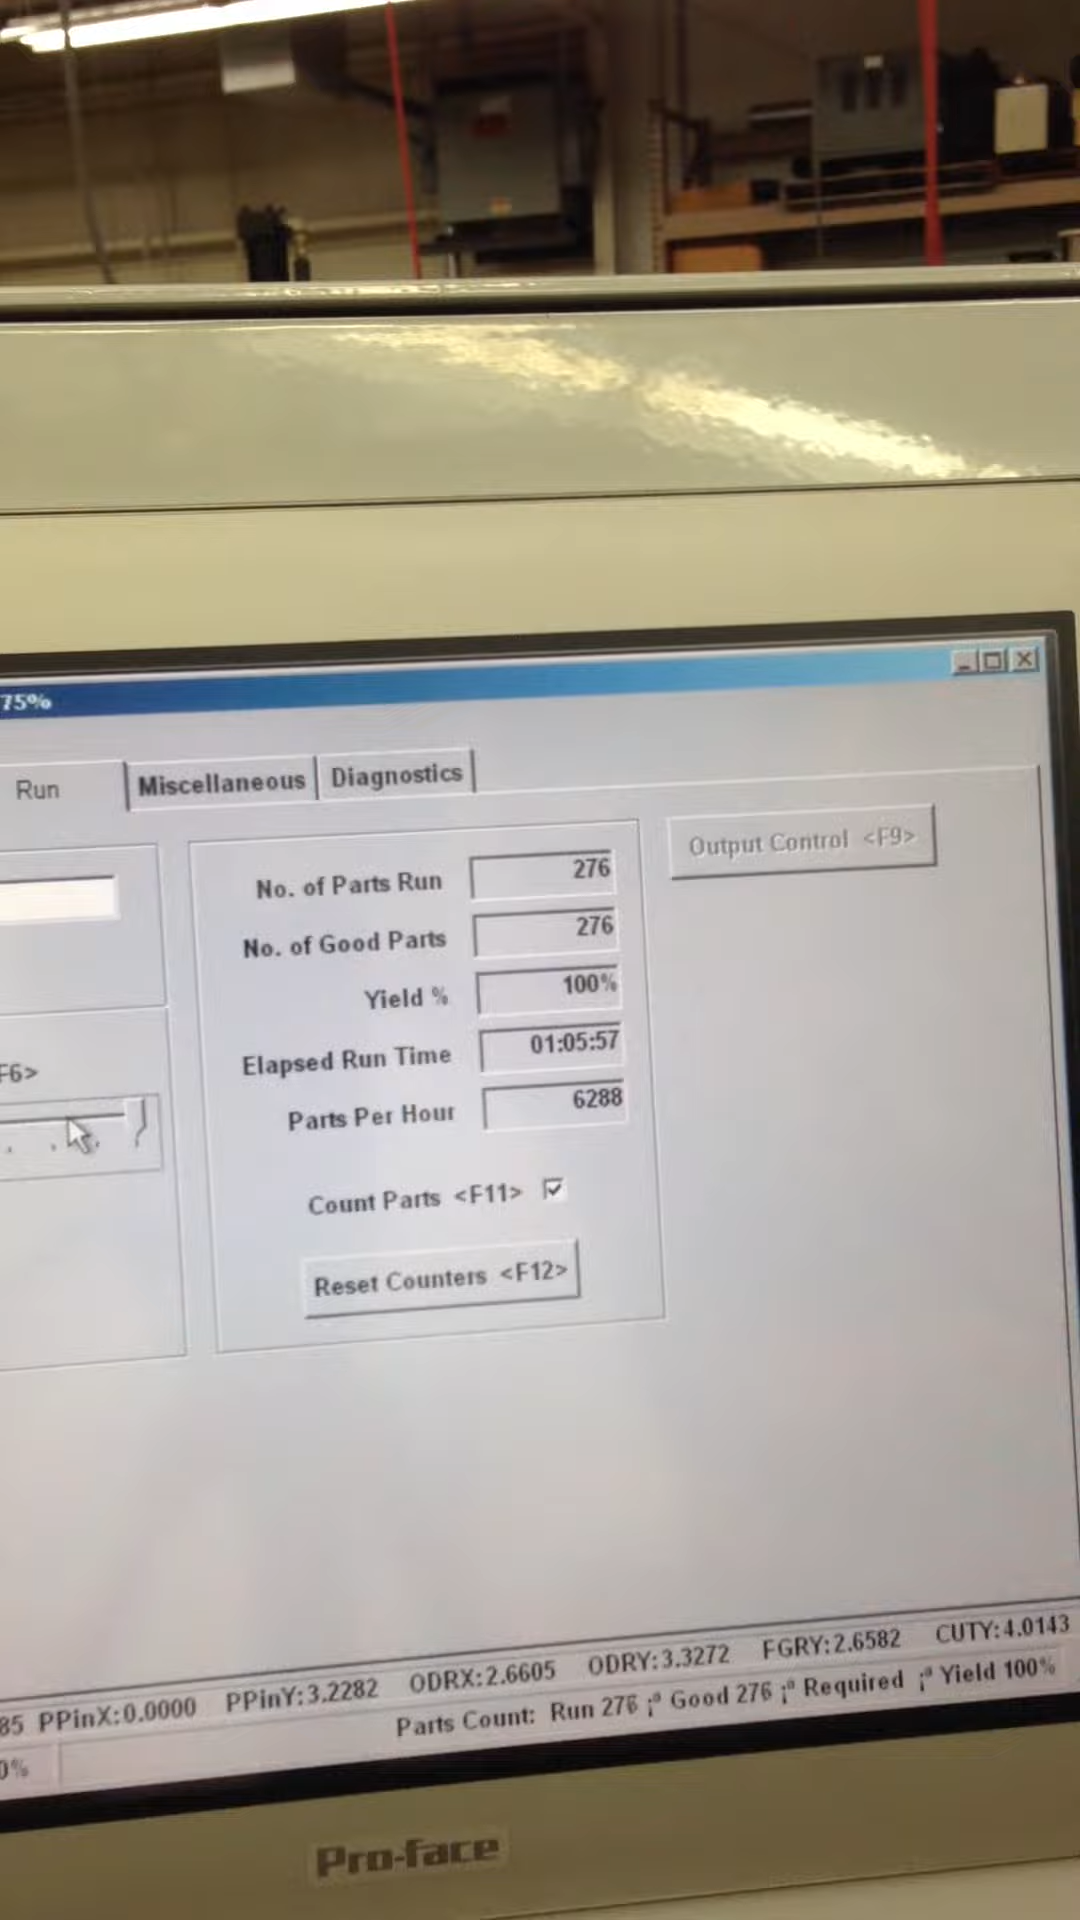 75%
Run Miscellaneous Diagnostics
Output Control <F9>
No. of Parts Run 276
No. of Good Parts 276
Yield % 100%
Elapsed Run Time 01:05:57
F6>
Parts Per Hour 6288
Count Parts <F11>
Reset Counters <F12>
85 PPinX:0.0000 PPinY:3.2282 ODRX:2.6605 ODRY:3.3272 FGRY:2.6582 CUTY:4.0143
Parts Count: Run 276 ¡ª Good 276 ¡ª Required ¡ª Yield 100%
0%
Pro-face